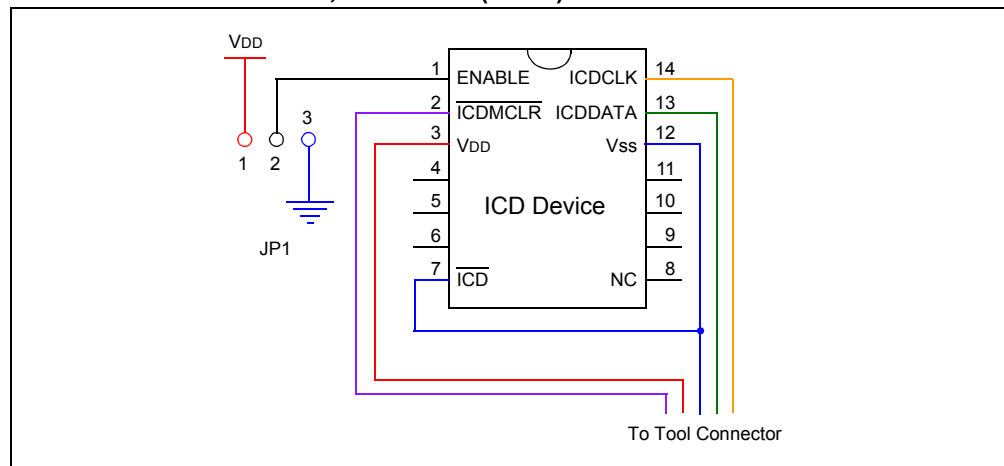 VDD
1 ENABLE ICDCLK 14
2 ICDMCLR ICDDATA 13
3 VDD Vss 12
4 11
5 10
6 9
7 ICD NC 8
ICD Device
1 2 3
JP1
To Tool Connector